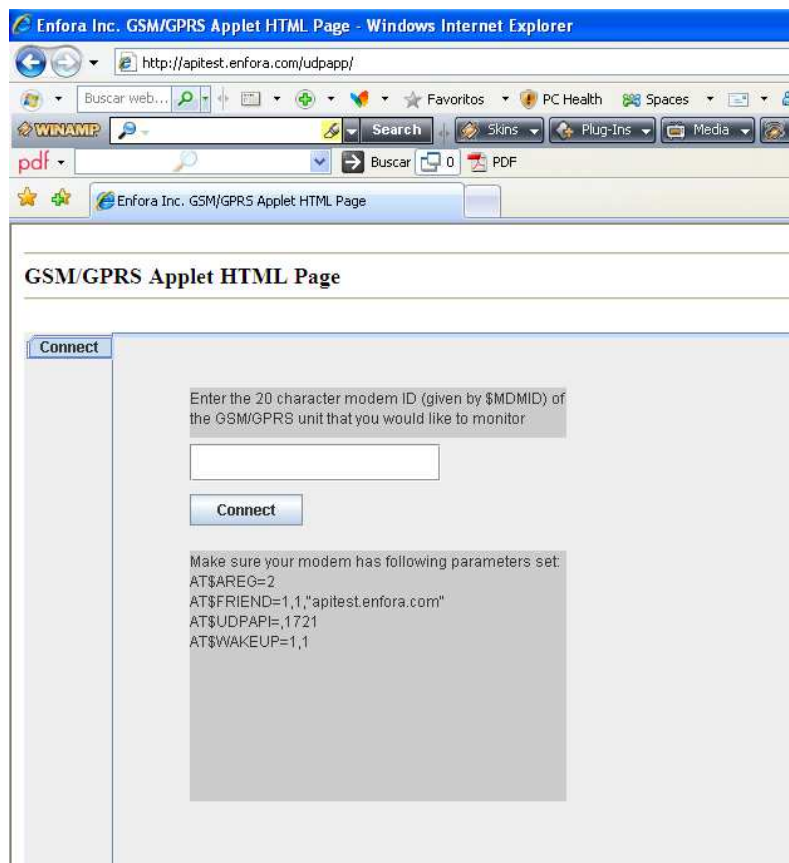 Enfora Inc. GSM/GPRS Applet HTML Page - Windows Internet Explorer
http://apitest.enfora.com/udpapp/
Buscar web... Favoritos PC Health Spaces
WINAMP Search Skins Plug-Ins Media
pdf Buscar 0 PDF
Enfora Inc. GSM/GPRS Applet HTML Page
GSM/GPRS Applet HTML Page
Connect
Enter the 20 character modem ID (given by $MDMID) of
the GSM/GPRS unit that you would like to monitor
Connect
Make sure your modem has following parameters set:
AT$AREG=2
AT$FRIEND=1,1,"apitest.enfora.com"
AT$UDPAPI=,1721
AT$WAKEUP=1,1